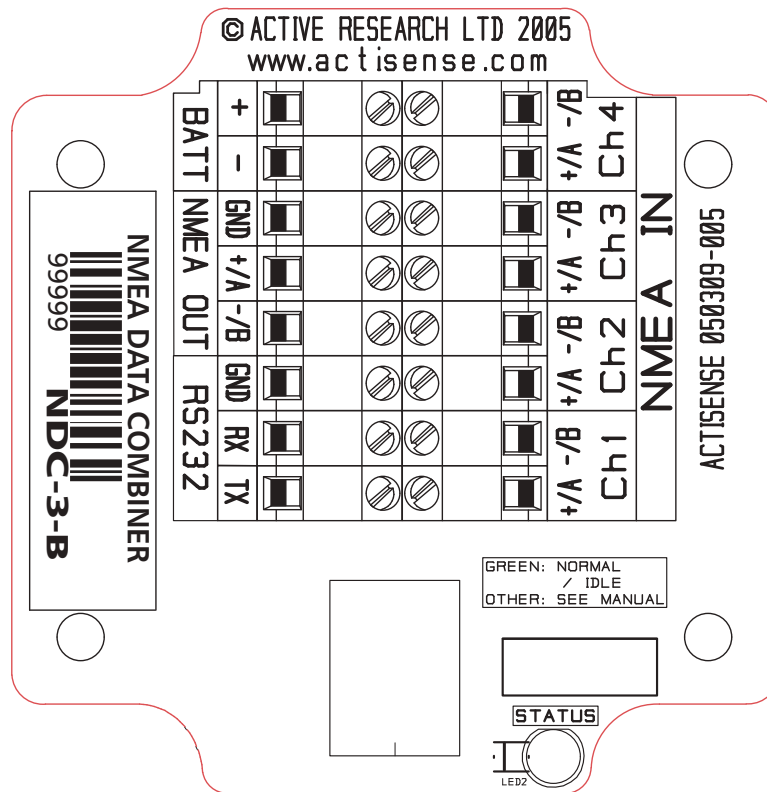 © ACTIVE RESEARCH LTD 2005
www.actisense.com
BATT
+
-
NMEA OUT
GND
+/A
-/B
RS232
GND
RX
TX
-/B
+/A
Ch4
-/B
+/A
Ch3
-/B
+/A
Ch2
-/B
+/A
Ch1
NMEA IN
ACTISENSE 050309-005
NMEA DATA COMBINER
99999
NDC-3-B
GREEN: NORMAL
/ IDLE
OTHER: SEE MANUAL
STATUS
LED2